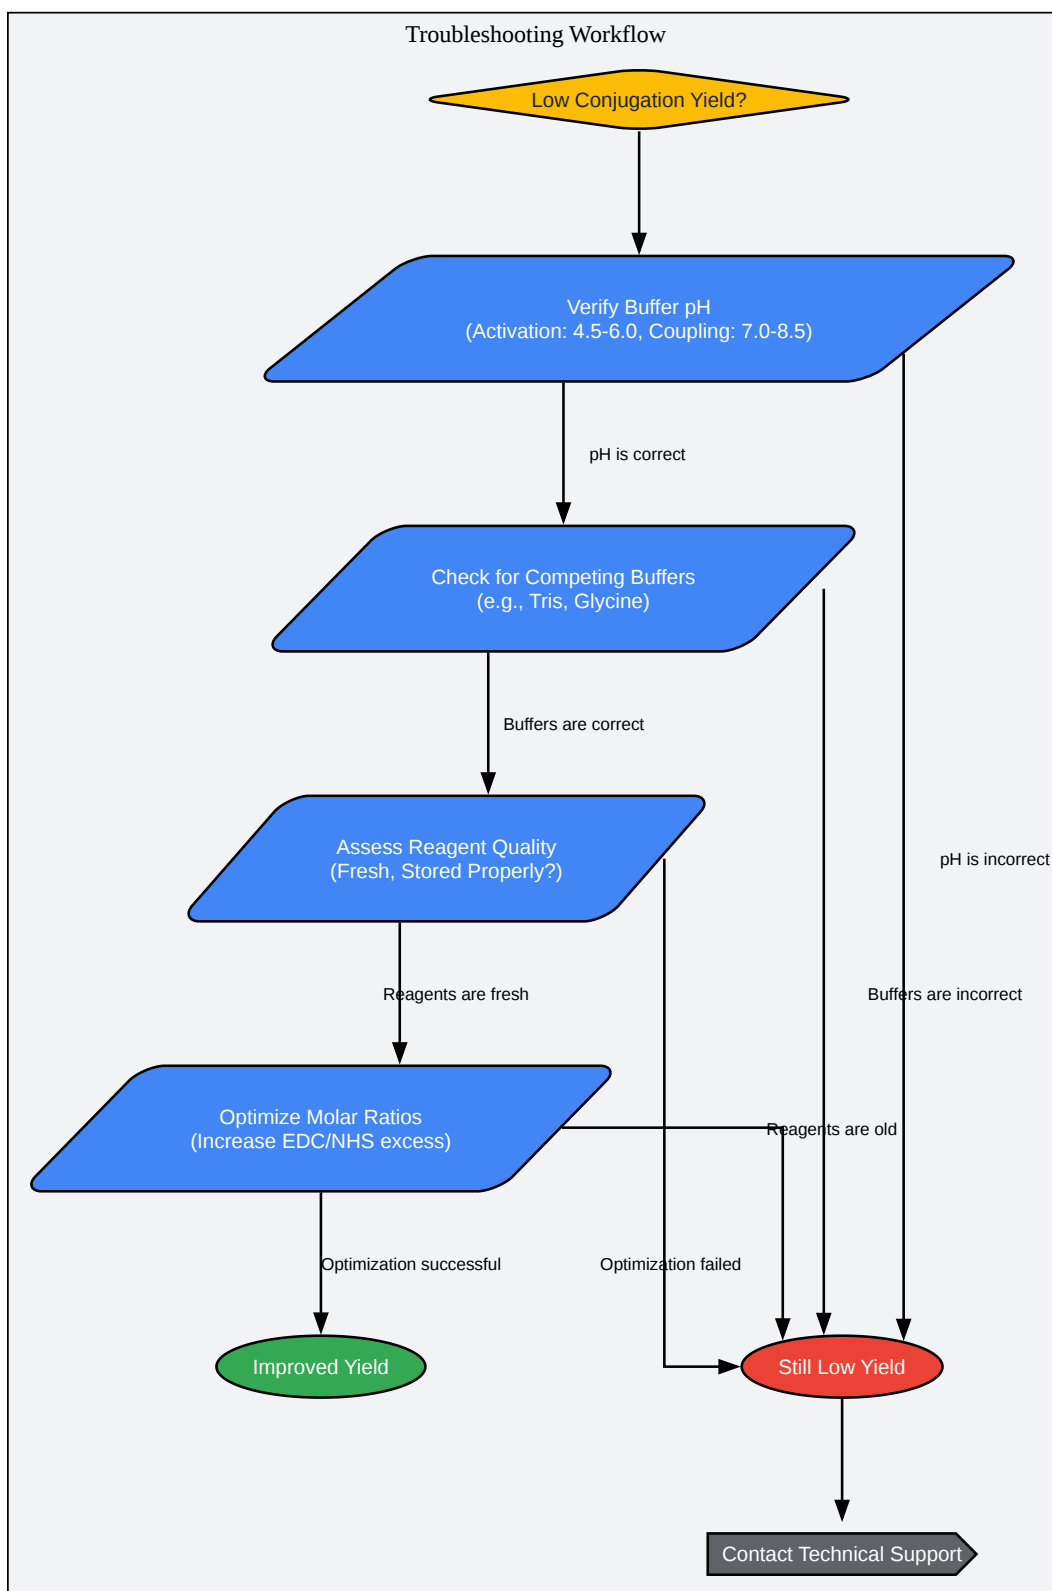 Troubleshooting Workflow
Low Conjugation Yield?
Verify Buffer pH
(Activation: 4.5-6.0, Coupling: 7.0-8.5)
pH is correct
Check for Competing Buffers
(e.g., Tris, Glycine)
Buffers are correct
Assess Reagent Quality
(Fresh, Stored Properly?)
pH is incorrect
Reagents are fresh
Buffers are incorrect
Optimize Molar Ratios
(Increase EDC/NHS excess)
Reagents are old
Optimization successful
Optimization failed
Improved Yield
Still Low Yield
Contact Technical Support